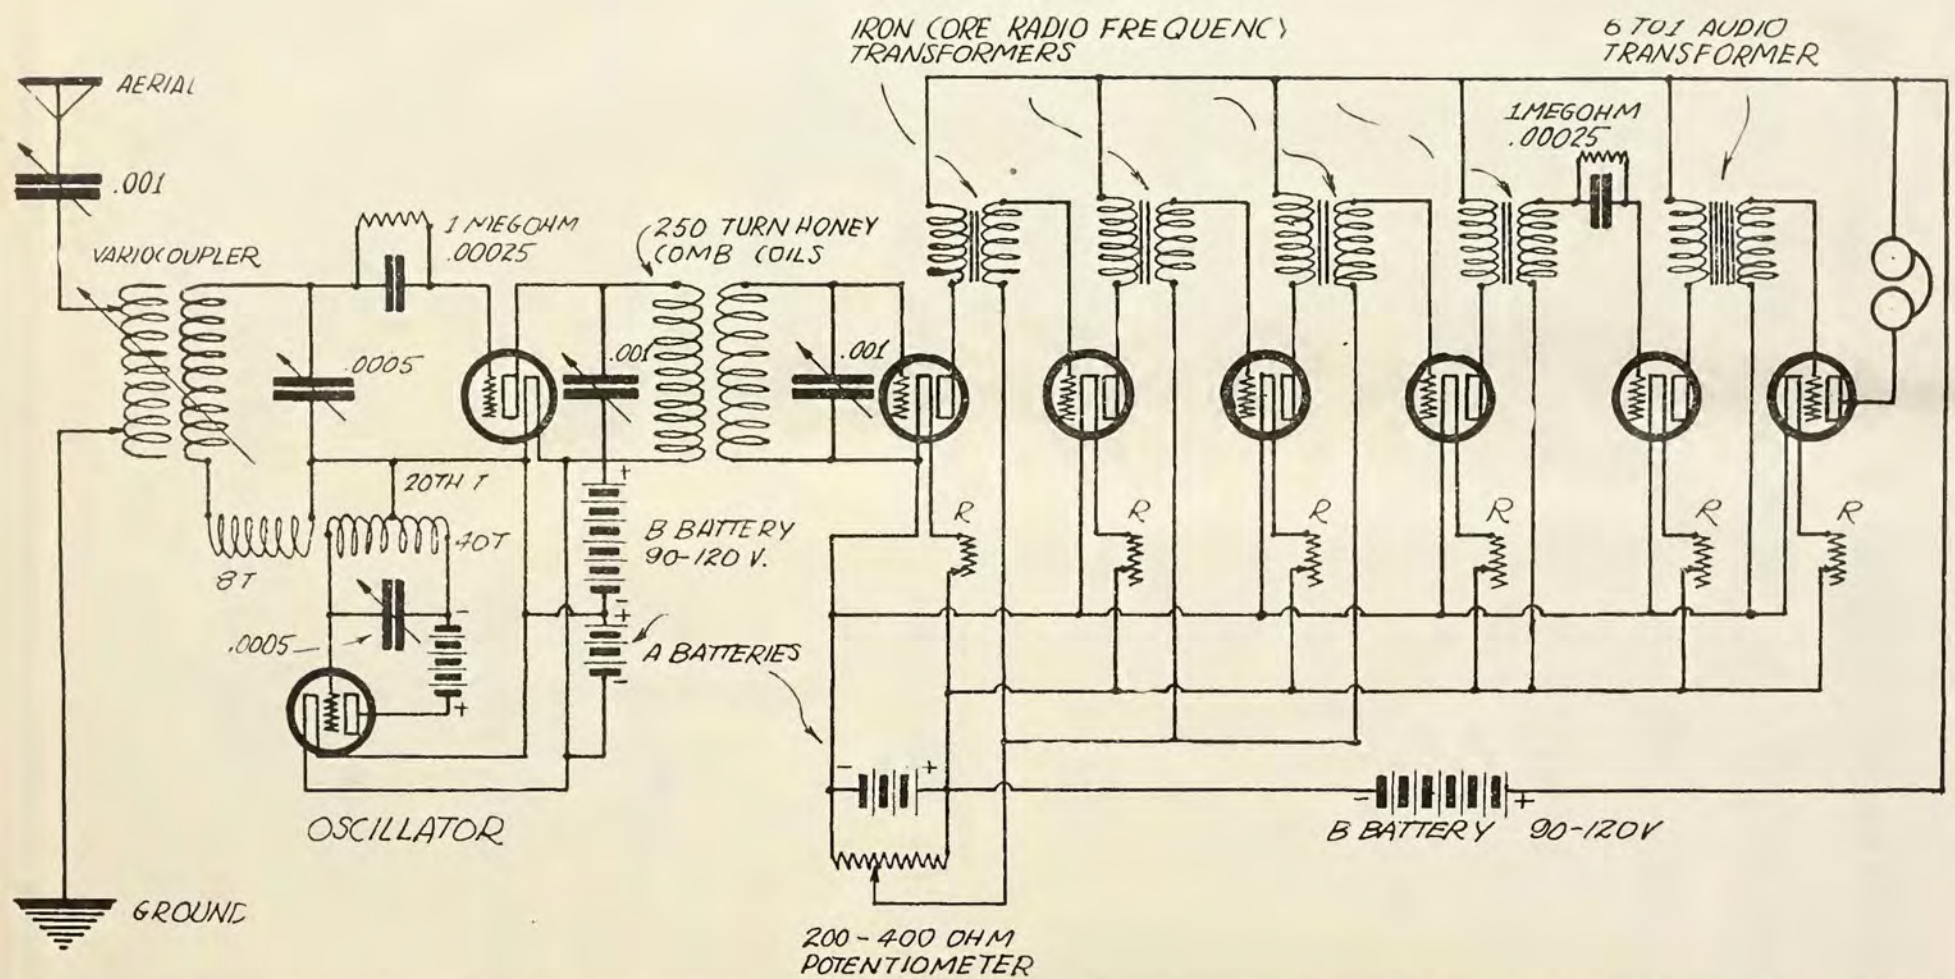 IRON CORE RADIO FREQUENCY
TRANSFORMERS
6 TO 1 AUDIO
TRANSFORMER
AERIAL
.001
1 MEGOHM
.00025
VARIOCOUPLER
1 MEGOHM
.00025
250 TURN HONEY
COMB COILS
.0005
.001
.001
20TH T
40T
8T
B BATTERY
90-120 V.
R
R
R
R
R
R
+
-
+
-
-
+
.0005
A BATTERIES
-
+
-
+
B BATTERY 90-120V
OSCILLATOR
GROUND
200-400 OHM
POTENTIOMETER